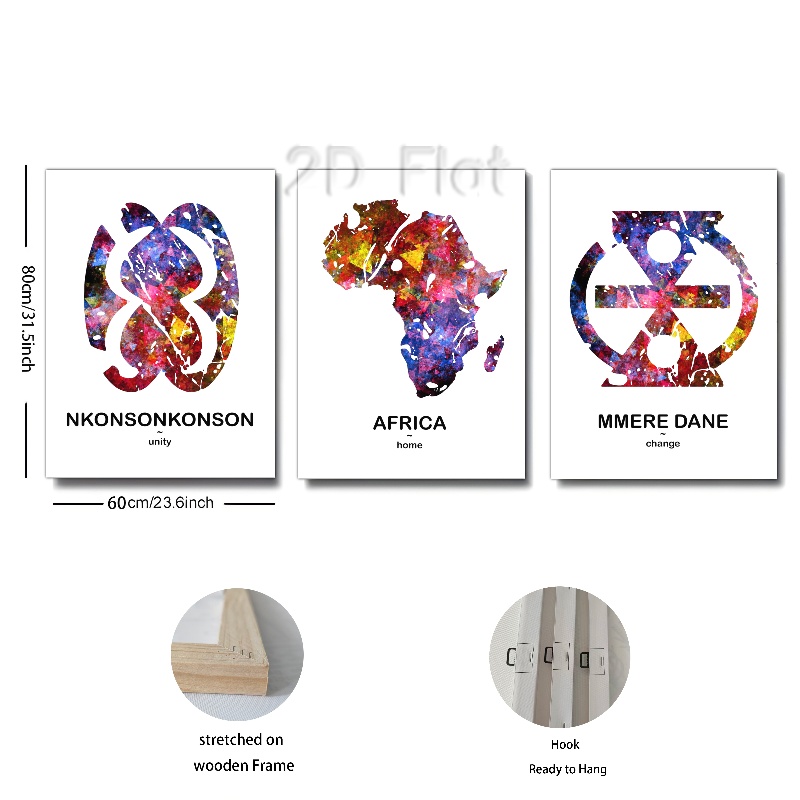 2D Flat
80cm/31.5inch
NKONSONKONSON
~
unity
AFRICA
~
home
MMERE DANE
~
change
60cm/23.6inch
stretched on
wooden Frame
Hook
Ready to Hang